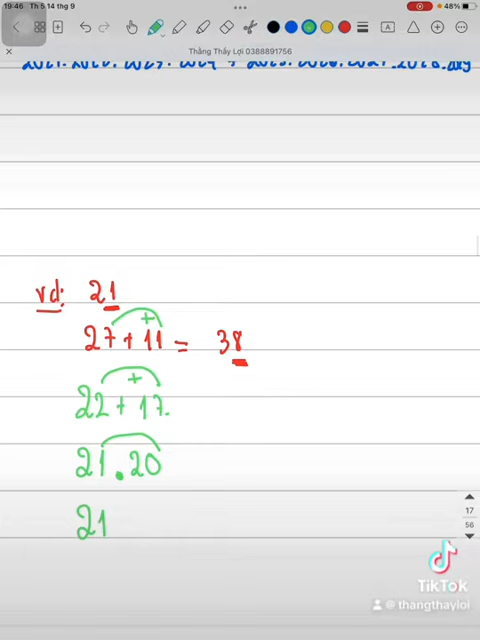 19:46 Th 5 14 thg 9 48%
Thằng Thầy Lợi 0388891756
vd: 21
27 + 11 = 38
+
22 + 17.
+
21 . 20
21
17
56
TikTok
@thangthayloi